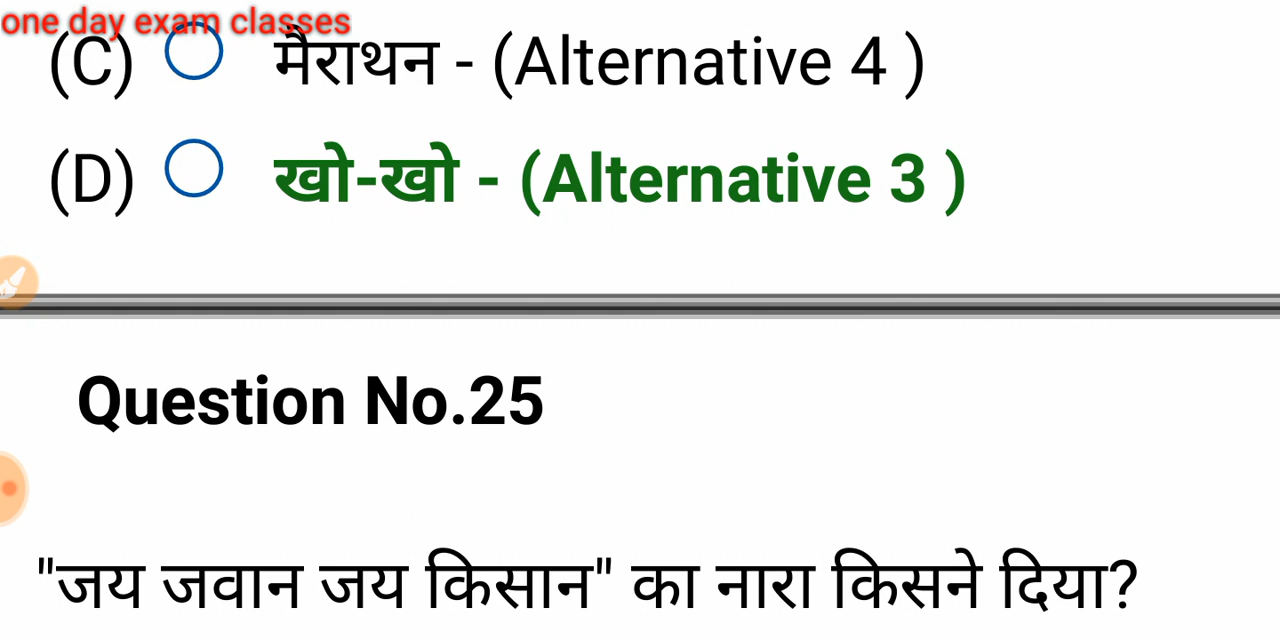 one day exam classes
(C) मैराथन - (Alternative 4 )
(D) खो-खो - (Alternative 3 )
Question No.25
"जय जवान जय किसान" का नारा किसने दिया?